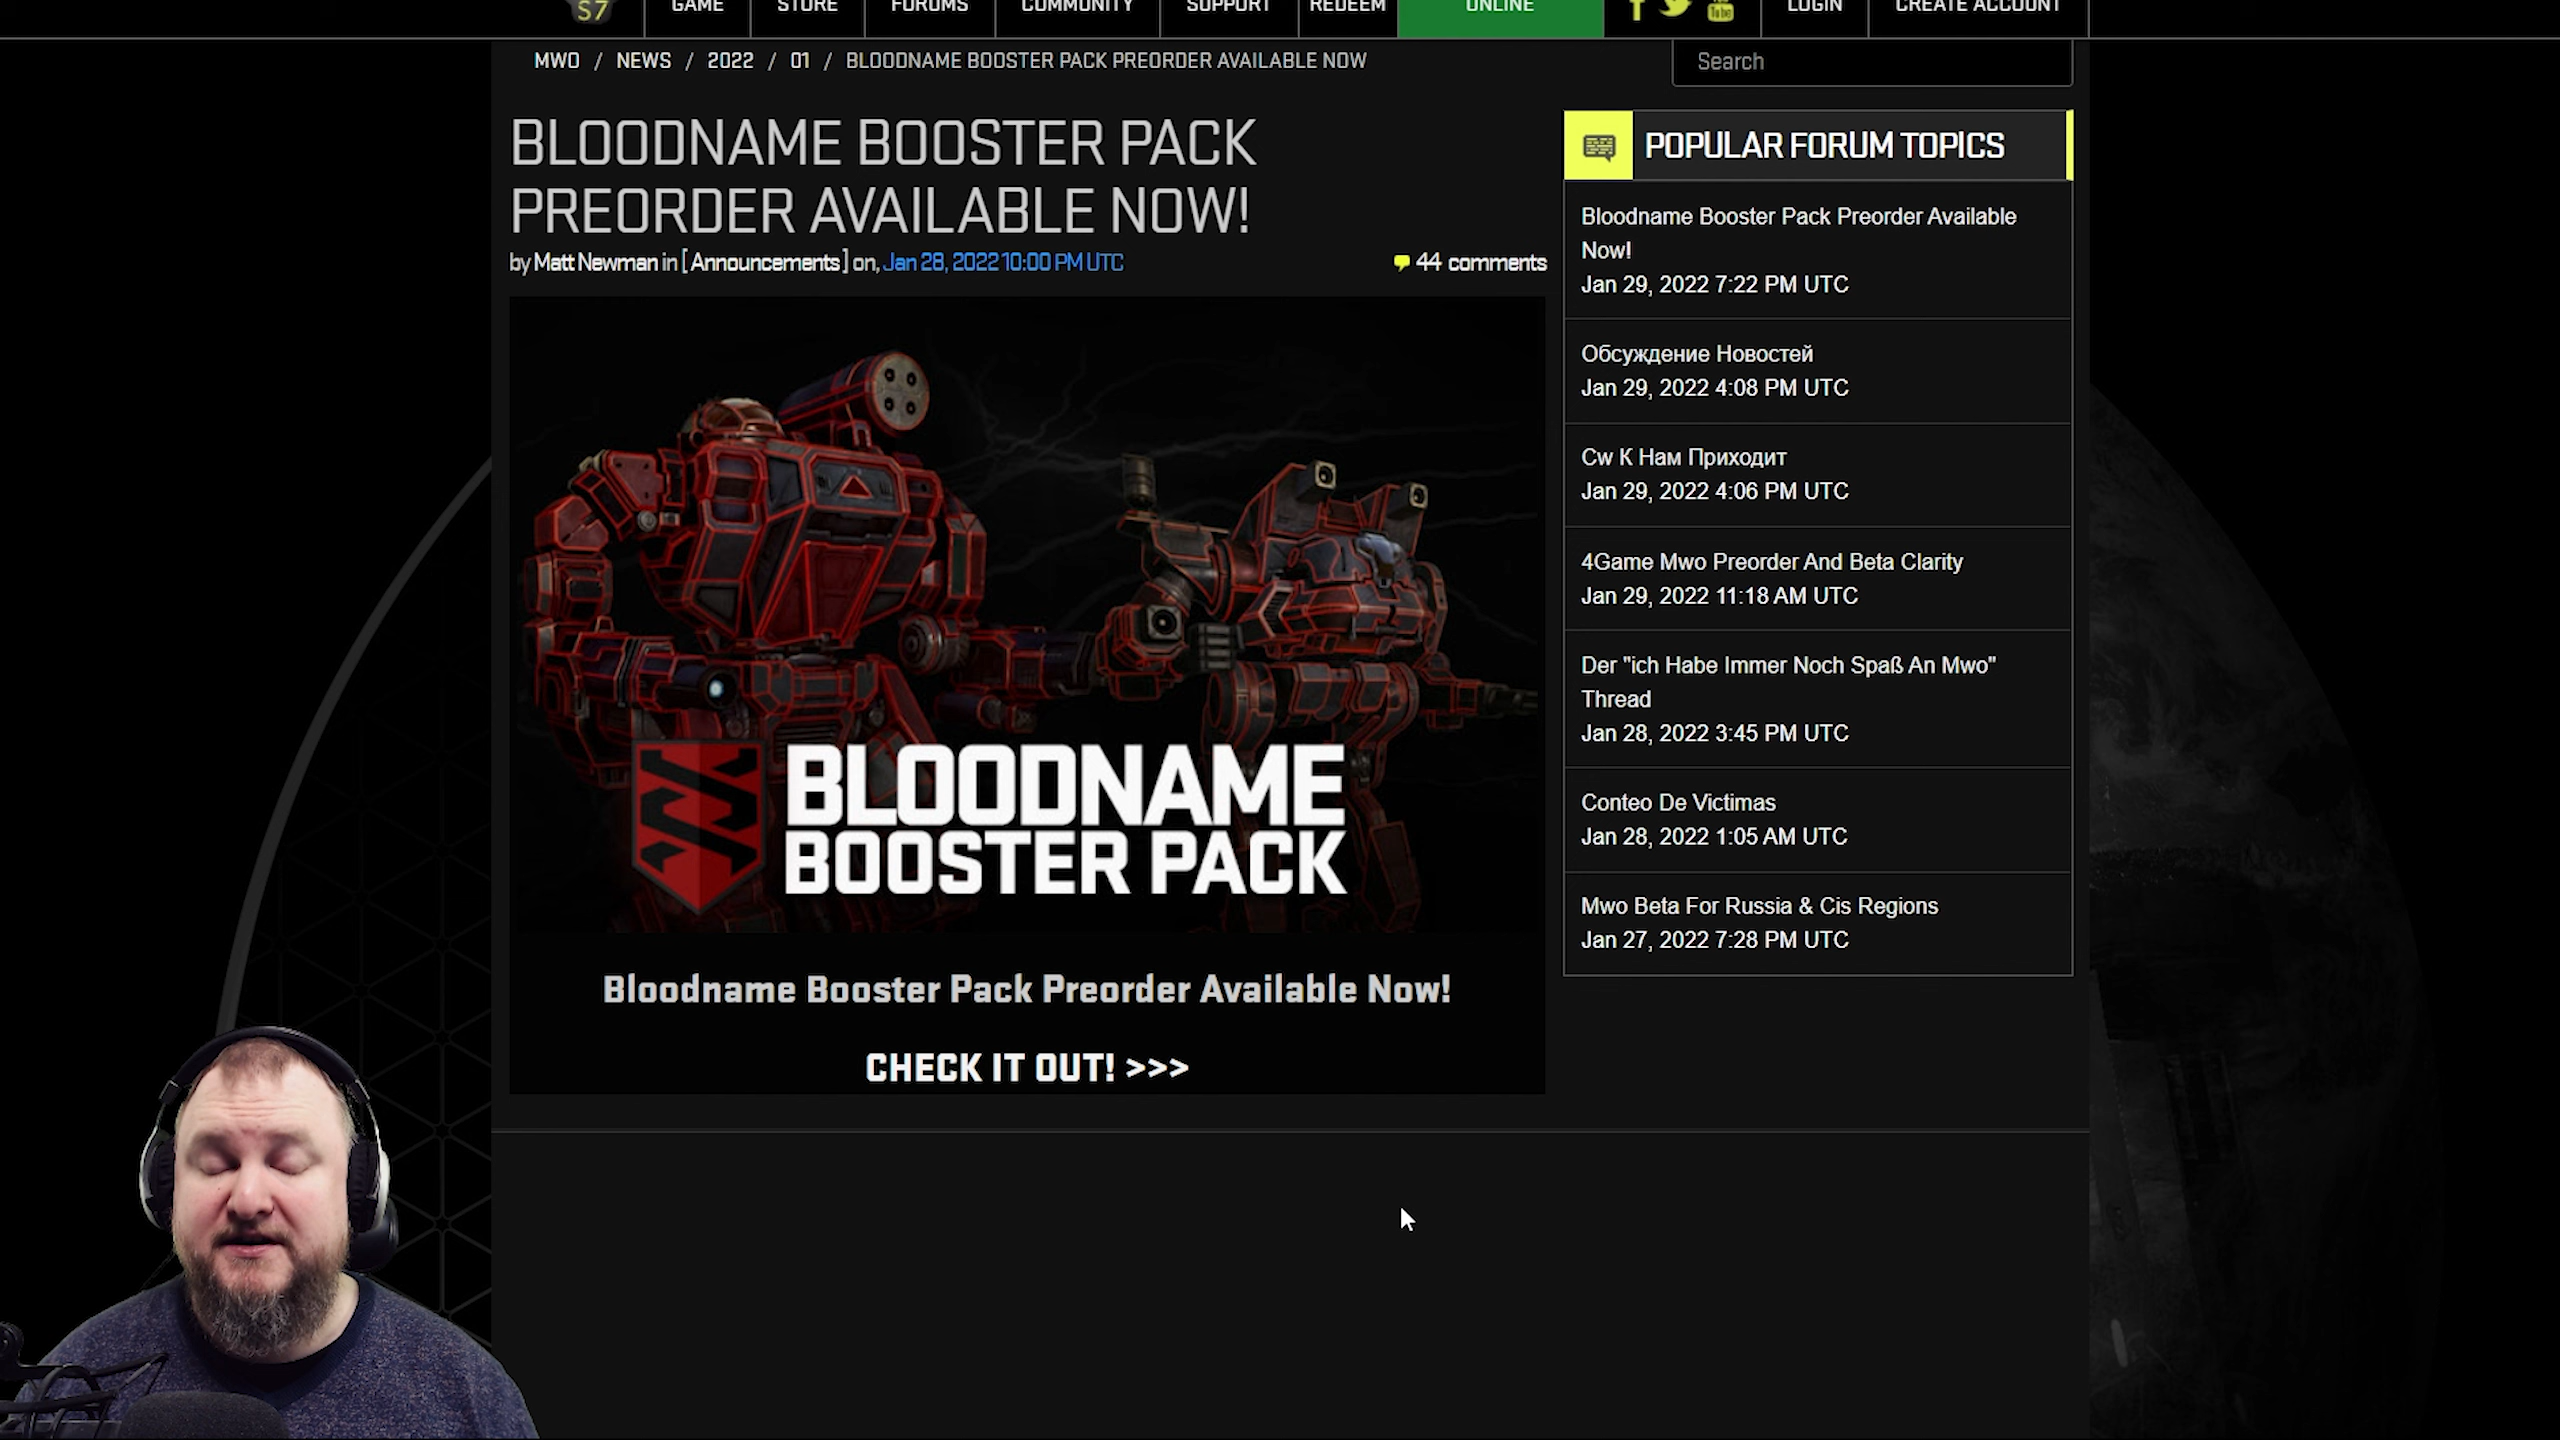 S7 GAME STORE FORUMS COMMUNITY SUPPORT REDEEM ONLINE LOGIN CREATE ACCOUNT
MWO / NEWS / 2022 / 01 / BLOODNAME BOOSTER PACK PREORDER AVAILABLE NOW
Search
BLOODNAME BOOSTER PACK
PREORDER AVAILABLE NOW!
by Matt Newman in [ Announcements ] on, Jan 28, 2022 10:00 PM UTC
44 comments
BLOODNAME
BOOSTER PACK
Bloodname Booster Pack Preorder Available Now!
CHECK IT OUT! >>>
POPULAR FORUM TOPICS
Bloodname Booster Pack Preorder Available
Now!
Jan 29, 2022 7:22 PM UTC
Обсуждение Новостей
Jan 29, 2022 4:08 PM UTC
Cw К Нам Приходит
Jan 29, 2022 4:06 PM UTC
4Game Mwo Preorder And Beta Clarity
Jan 29, 2022 11:18 AM UTC
Der "ich Habe Immer Noch Spaß An Mwo"
Thread
Jan 28, 2022 3:45 PM UTC
Conteo De Victimas
Jan 28, 2022 1:05 AM UTC
Mwo Beta For Russia & Cis Regions
Jan 27, 2022 7:28 PM UTC